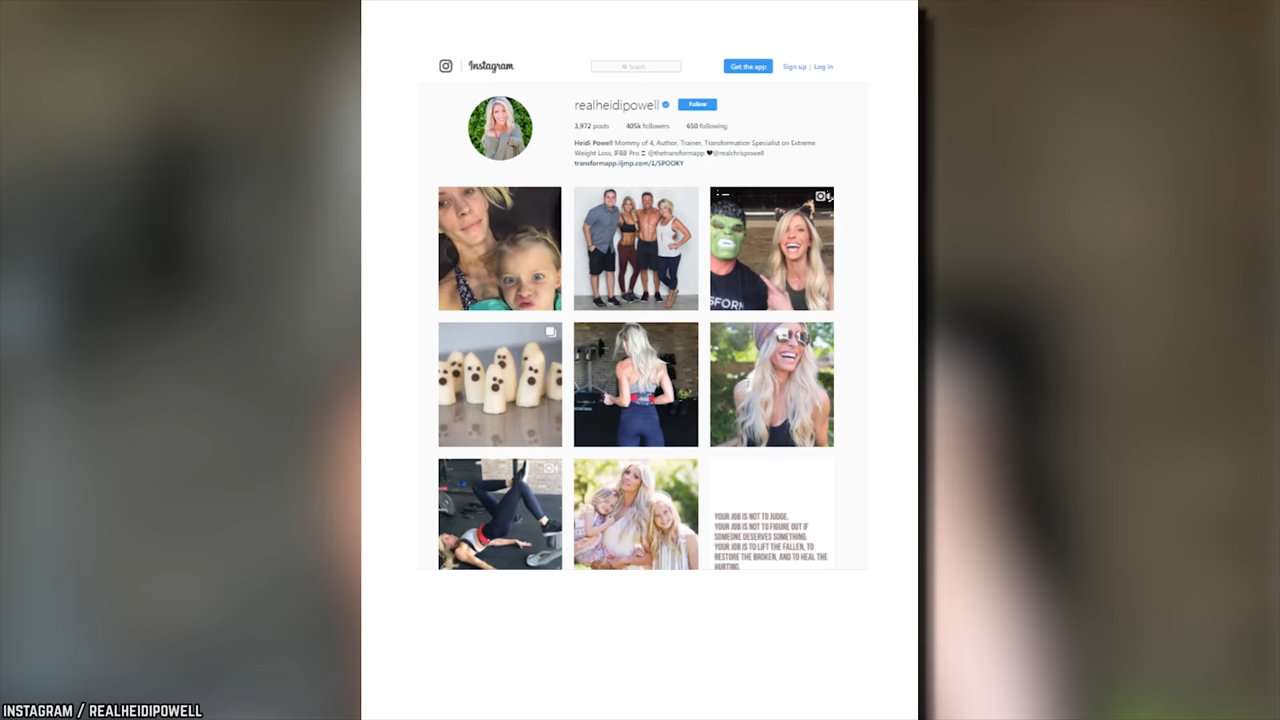 Instagram
Search
Get the app
Sign up | Log in
realheidipowell
Follow
3,972 posts 405k followers 650 following
Heidi Powell Mommy of 4, Author, Trainer, Transformation Specialist on Extreme
Weight Loss, IFBB Pro @thetransformapp @realchrispowell
transformapp.iljmp.com/1/SPOOKY
SFORM
YOUR JOB IS NOT TO JUDGE.
YOUR JOB IS NOT TO FIGURE OUT IF
SOMEONE DESERVES SOMETHING.
YOUR JOB IS TO LIFT THE FALLEN, TO
RESTORE THE BROKEN, AND TO HEAL THE
HURTING.
INSTAGRAM / REALHEIDIPOWELL